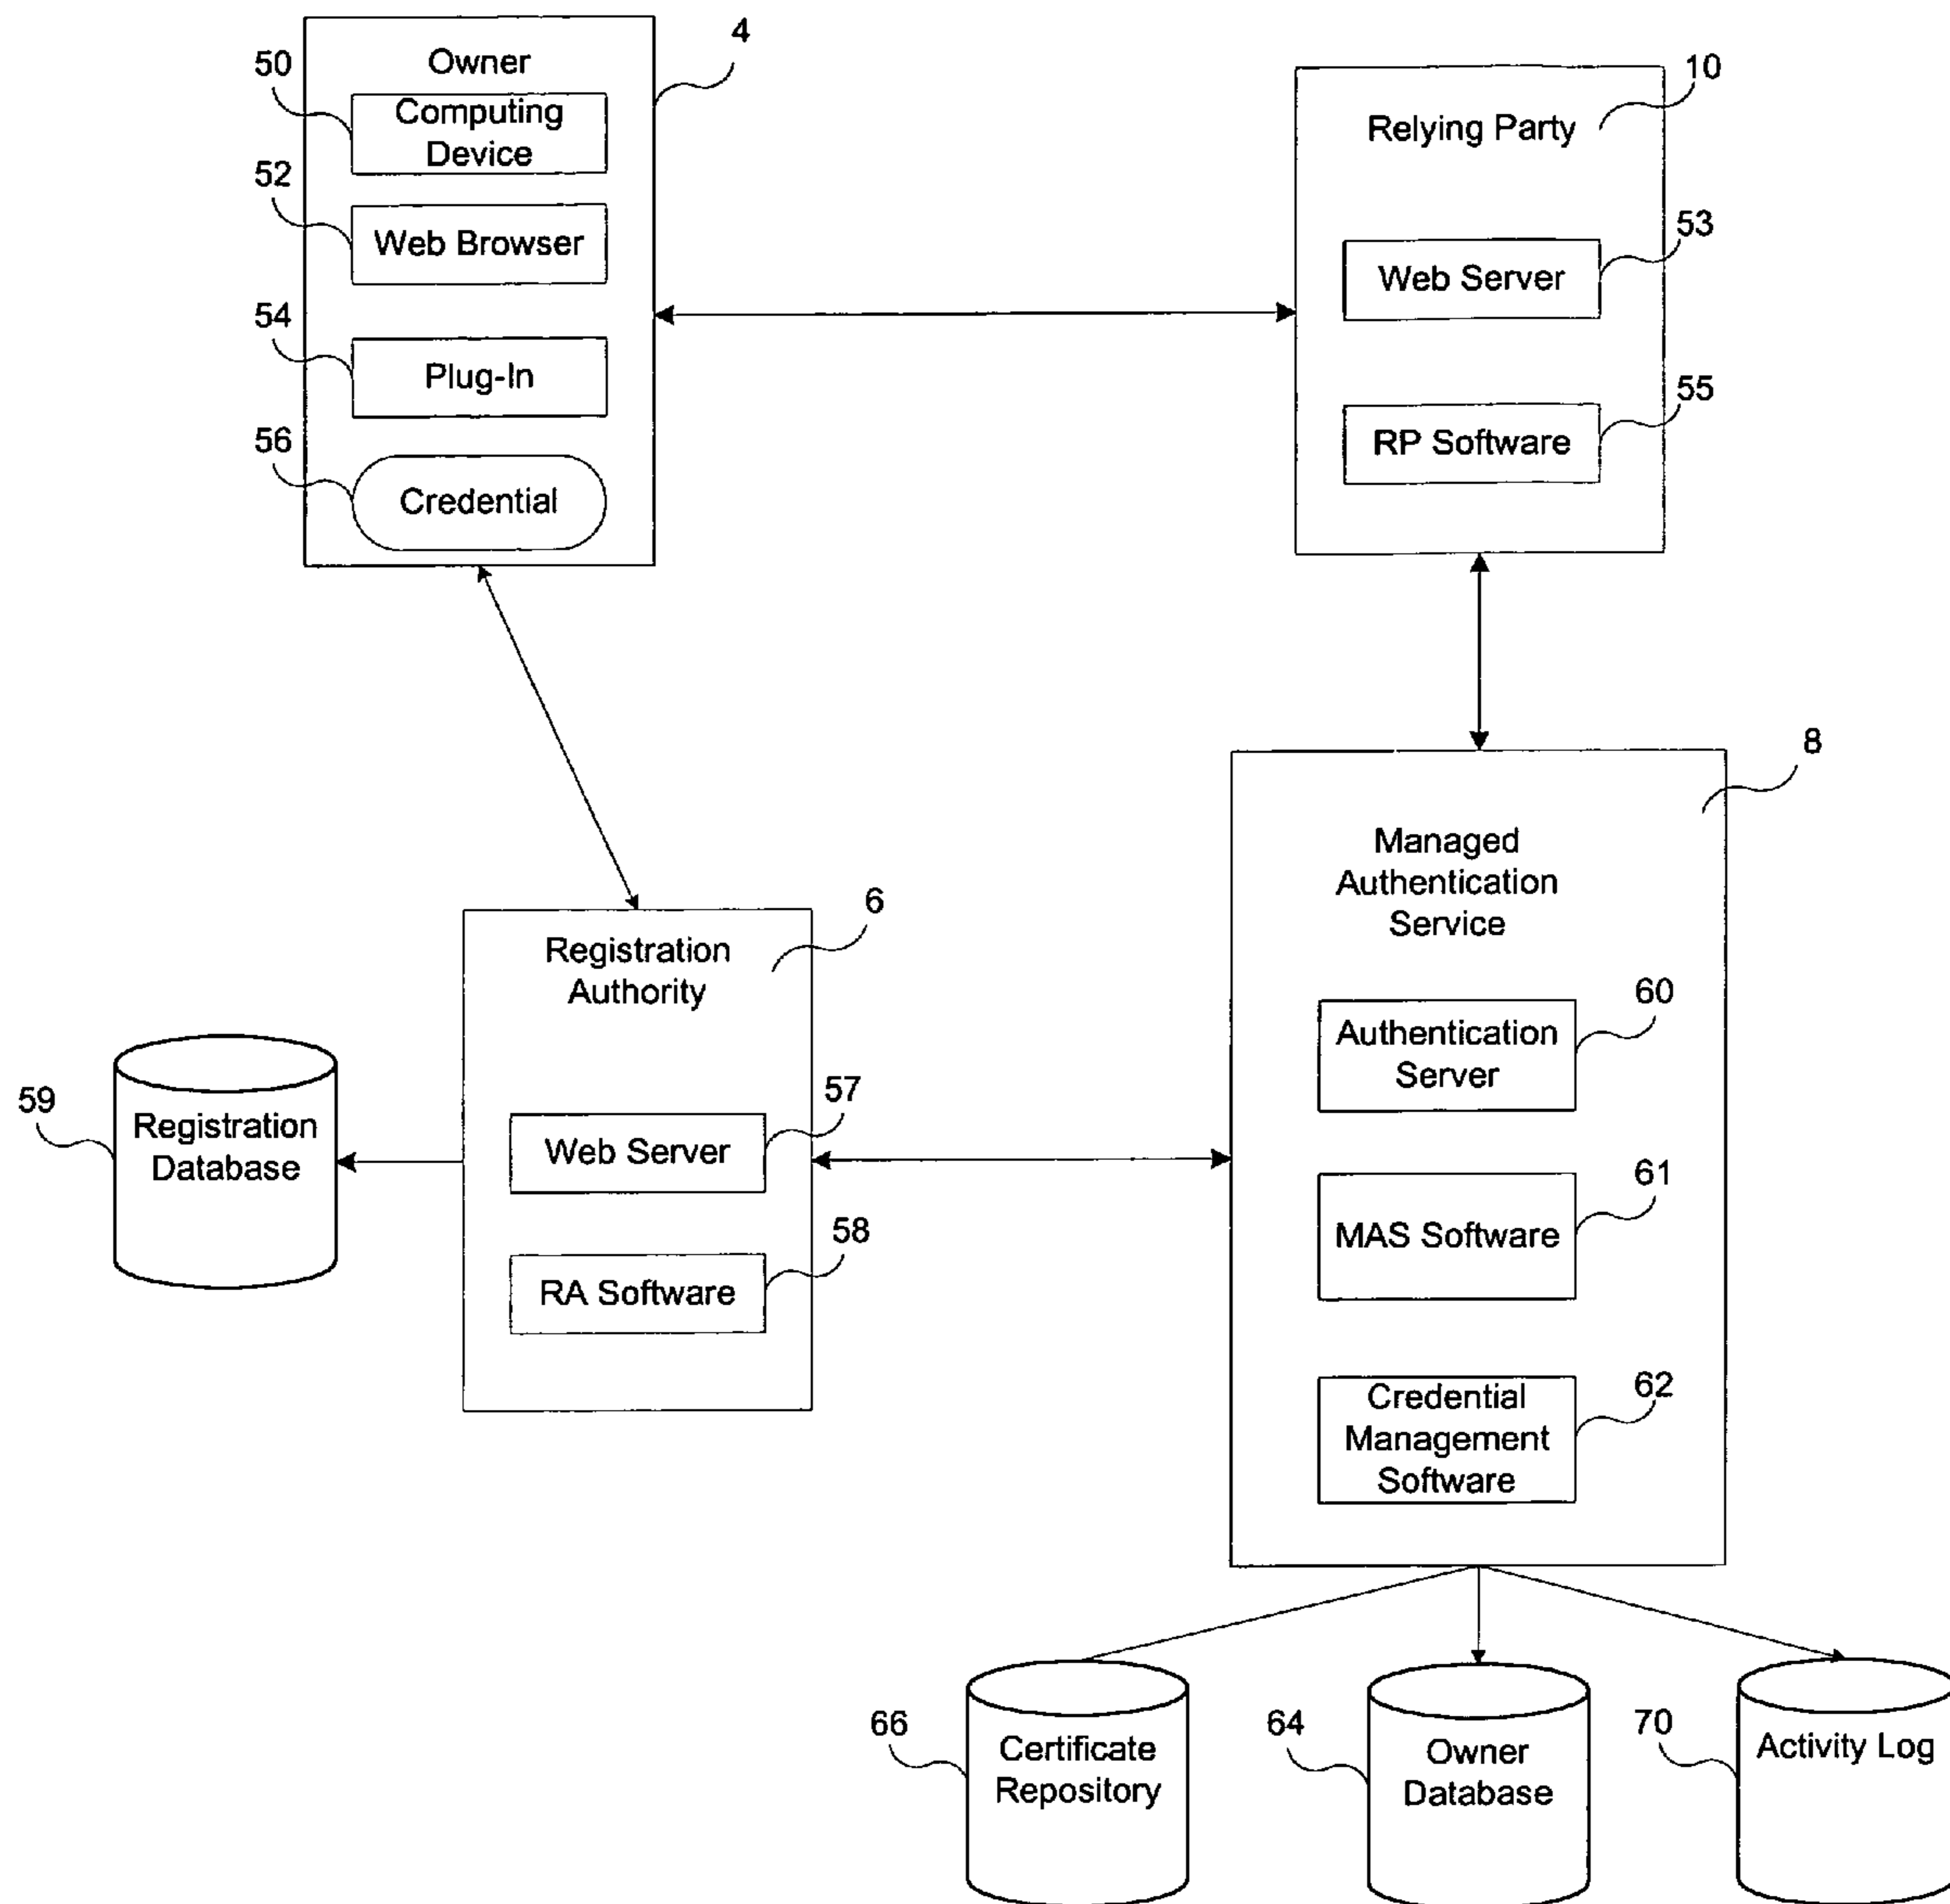 4
Owner
50
Computing
Device
52
Web Browser
54
Plug-In
56
Credential
10
Relying Party
53
Web Server
55
RP Software
8
Managed
Authentication
Service
60
Authentication
Server
61
MAS Software
62
Credential
Management
Software
6
Registration
Authority
57
Web Server
58
RA Software
59
Registration
Database
66
Certificate
Repository
64
Owner
Database
70
Activity Log